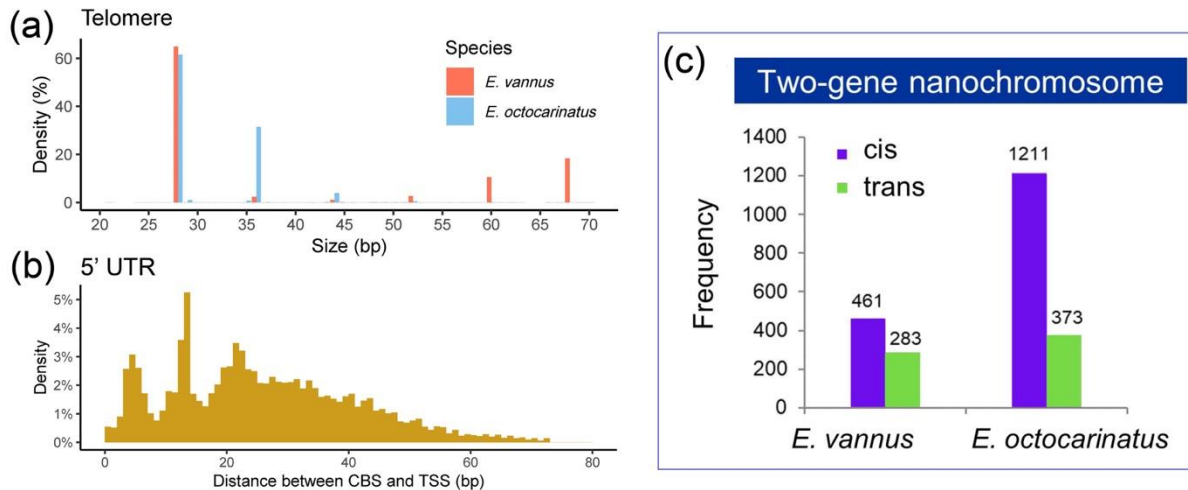 (a) Telomere
Density (%)
60
40
20
0
20 25 30 35 40 45 50 55 60 65 70
Size (bp)
Species
E. vannus
E. octocarinatus
(b) 5' UTR
Density
5%
4%
3%
2%
1%
0%
0 20 40 60 80
Distance between CBS and TSS (bp)
(c)
Two-gene nanochromosome
Frequency
1400
1200
1000
800
600
400
200
0
cis
trans
461
283
1211
373
E. vannus E. octocarinatus